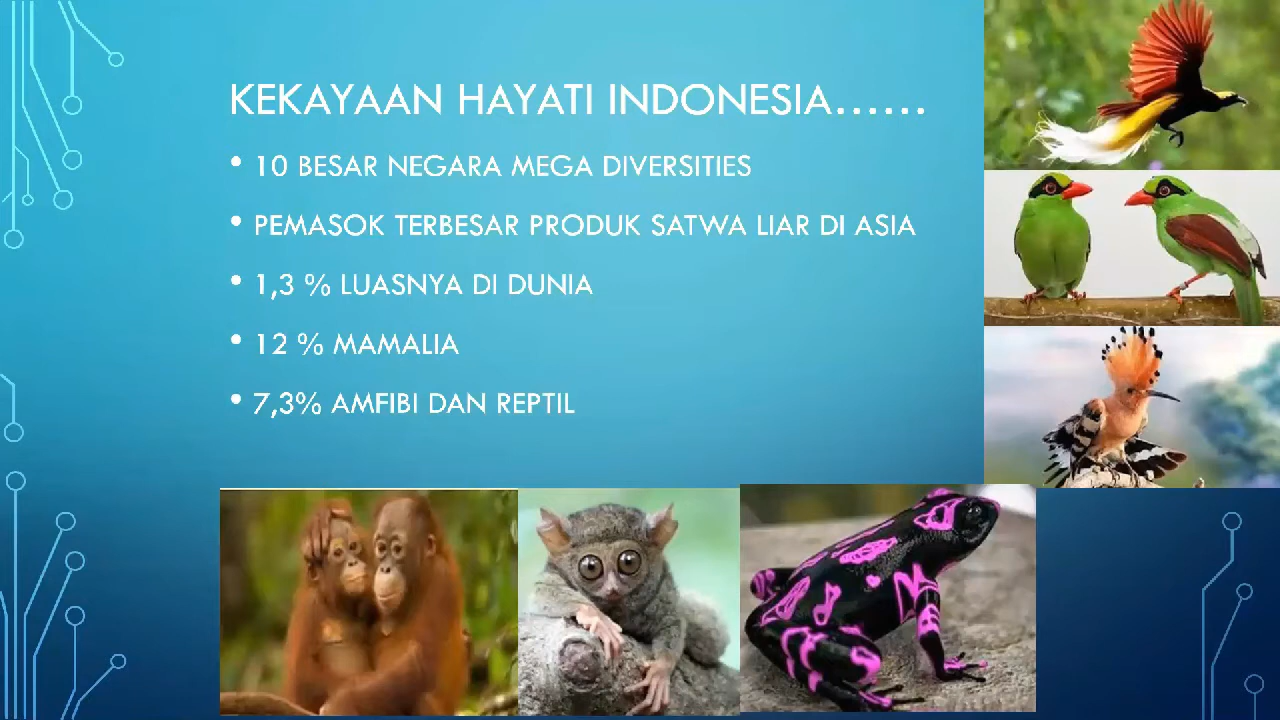 KEKAYAAN HAYATI INDONESIA......
• 10 BESAR NEGARA MEGA DIVERSITIES
• PEMASOK TERBESAR PRODUK SATWA LIAR DI ASIA
• 1,3 % LUASNYA DI DUNIA
• 12 % MAMALIA
• 7,3% AMFIBI DAN REPTIL